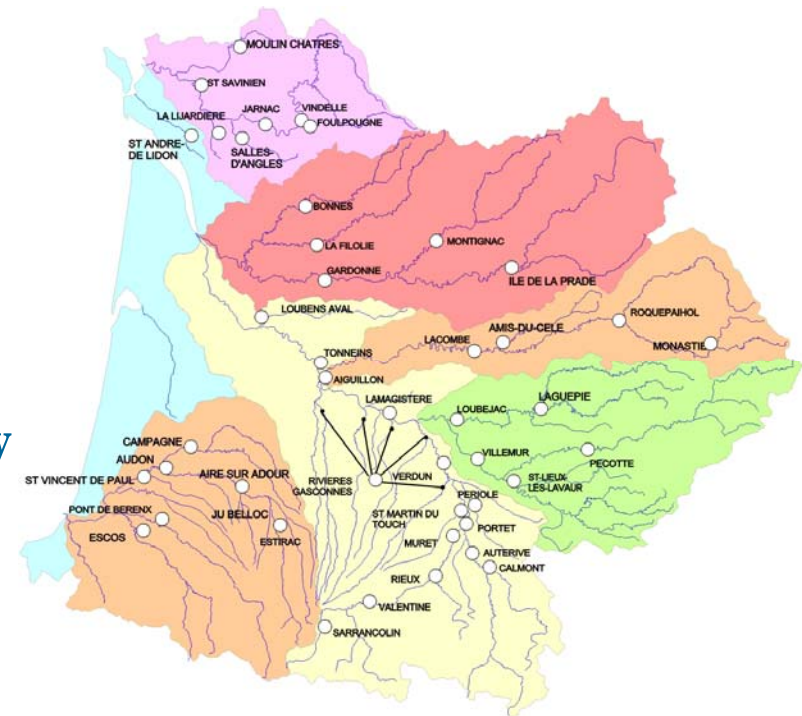 MOULIN CHATRES
ST SAVINIEN
LA LIJARDIERE
JARNAC
VINDELLE
FOULPOUGNE
ST ANDRE-
DE LIDON
SALLES-
D'ANGLES
BONNES
LA FILOLIE
MONTIGNAC
GARDONNE
ILE DE LA PRADE
LOUBENS AVAL
ROQUEPAIHOL
AMIS-DU-CELE
LACOMBE
MONASTIE
TONNEINS
AIGUILLON
LAMAGISTERE
LOUBEJAC
LAGUEPIE
y
CAMPAGNE
AUDON
ST VINCENT DE PAUL
AIRE SUR ADOUR
VILLEMUR
PECOTTE
RIVIERES
GASCONNES
VERDUN
ST-LIEUX
LES-LAVAUR
PONT DE BERENX
ESCOS
JU BELLOC
ESTIRAC
ST MARTIN DU
TOUCH
PERIOLE
PORTET
MURET
AUTERIVE
CALMONT
RIEUX
VALENTINE
SARRANCOLIN